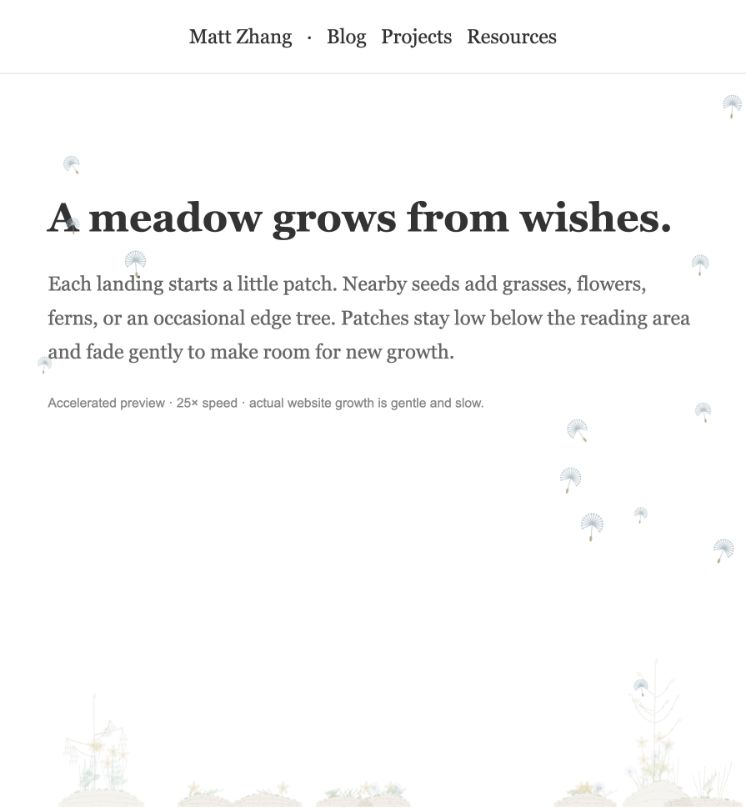 Matt Zhang · Blog Projects Resources
A meadow grows from wishes.
Each landing starts a little patch. Nearby seeds add grasses, flowers,
ferns, or an occasional edge tree. Patches stay low below the reading area
and fade gently to make room for new growth.
Accelerated preview · 25× speed · actual website growth is gentle and slow.